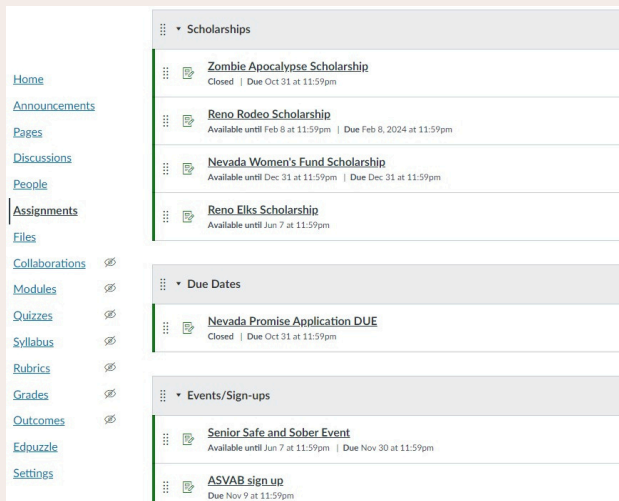 Home
Announcements
Pages
Discussions
People
Assignments
Files
Collaborations
Modules
Quizzes
Syllabus
Rubrics
Grades
Outcomes
Edpuzzle
Settings
Scholarships
Zombie Apocalypse Scholarship
Closed | Due Oct 31 at 11:59pm
Reno Rodeo Scholarship
Available until Feb 8 at 11:59pm | Due Feb 8, 2024 at 11:59pm
Nevada Women's Fund Scholarship
Available until Dec 31 at 11:59pm | Due Dec 31 at 11:59pm
Reno Elks Scholarship
Available until Jun 7 at 11:59pm
Due Dates
Nevada Promise Application DUE
Closed | Due Oct 31 at 11:59pm
Events/Sign-ups
Senior Safe and Sober Event
Available until Jun 7 at 11:59pm | Due Nov 30 at 11:59pm
ASVAB sign up
Due Nov 9 at 11:59pm